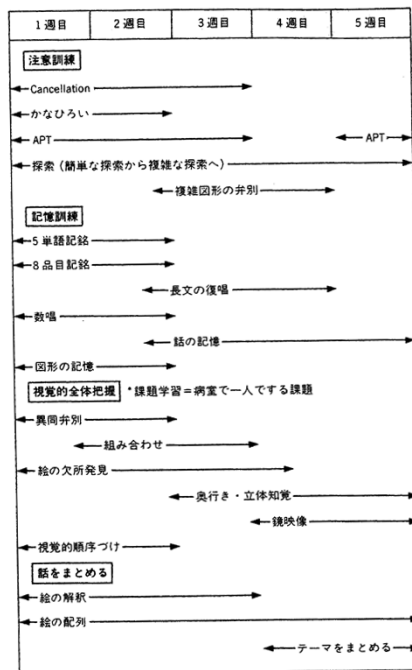 1週目 2週目 3週目 4週目 5週目
注意訓練
Cancellation
かなひろい
APT APT
探索（簡単な探索から複雑な探索へ）
複雑図形の弁別
記憶訓練
5単語記銘
8品目記銘
長文の復唱
数唱
話の記憶
図形の記憶
視覚的全体把握 *課題学習＝病室で一人でする課題
異同弁別
組み合わせ
絵の欠所発見
奥行き・立体知覚
鏡映像
視覚的順序づけ
話をまとめる
絵の解釈
絵の配列
テーマをまとめる